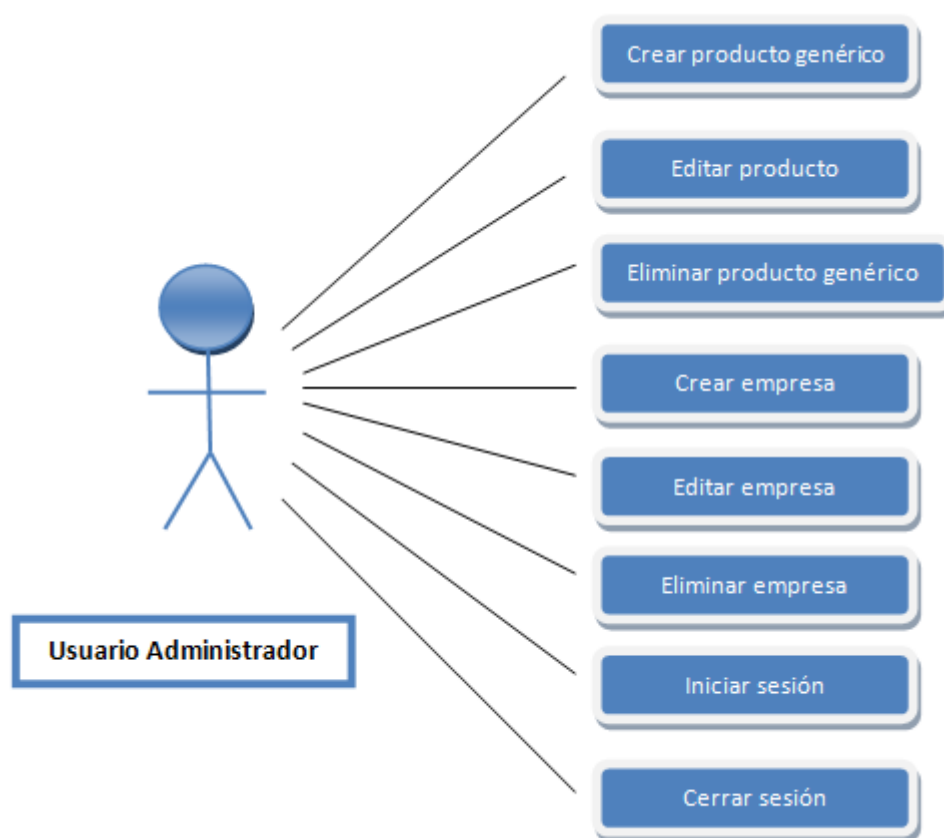 Crear producto genérico
Editar producto
Eliminar producto genérico
Crear empresa
Editar empresa
Eliminar empresa
Usuario Administrador
Iniciar sesión
Cerrar sesión